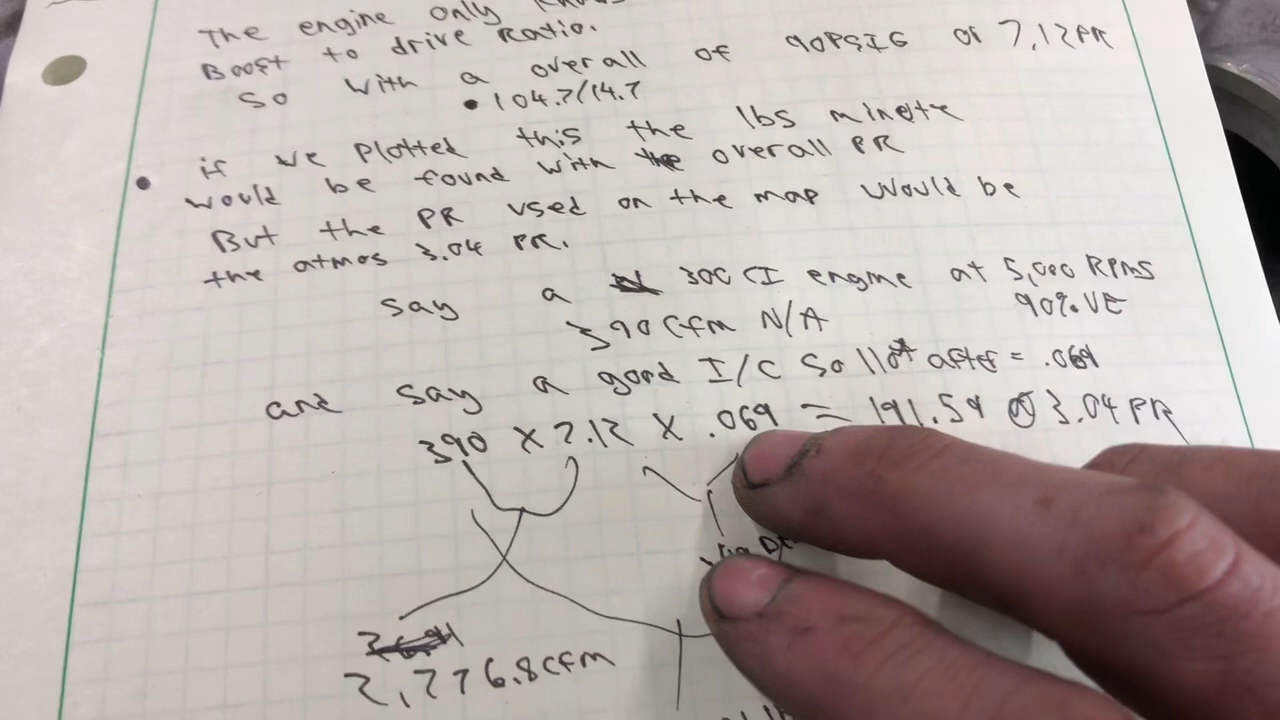 The engine only
Boost to drive Ratio.
So with a overall of 90PSIG or 7.12PR
• 104.7/14.7
• if we plotted this the lbs minute
would be found with the overall PR
But the PR used on the map would be
the atmos 3.04 PR.
say a 300 CI engine at 5,000 RPMS
390 cfm N/A 90% VE
and say a good I/C so 110° after = .069
390 x 7.12 x .069 = 191.59 @ 3.04 PR
2,776.8 cfm